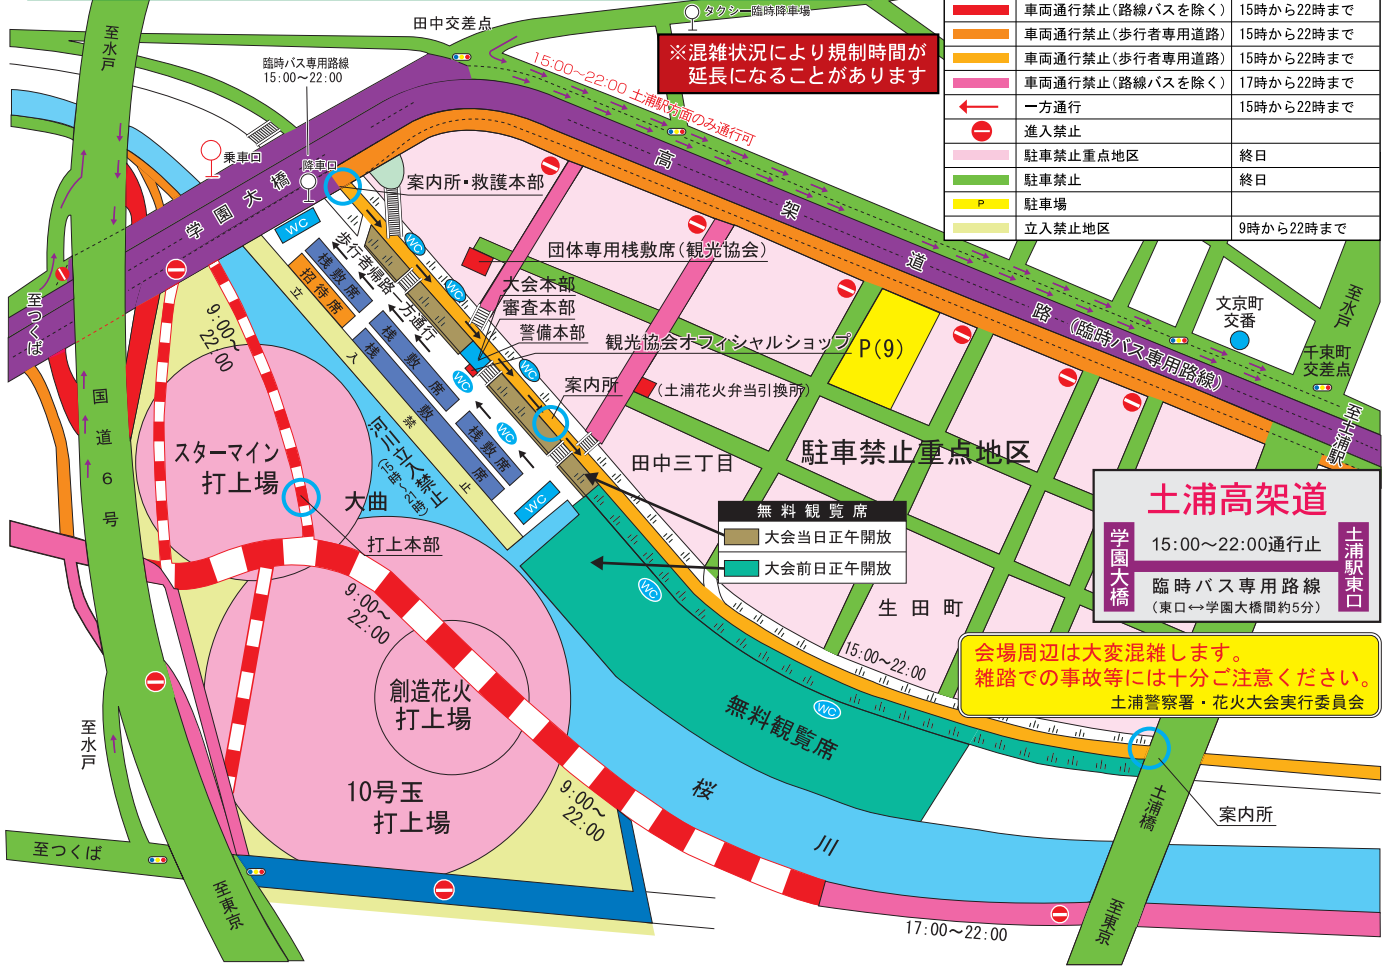 車両通行禁止(路線バスを除く) 15時から22時まで
車両通行禁止(歩行者専用道路) 15時から22時まで
車両通行禁止(歩行者専用道路) 15時から22時まで
車両通行禁止(路線バスを除く) 17時から22時まで
一方通行 15時から22時まで
進入禁止
駐車禁止重点地区 終日
駐車禁止 終日
P 駐車場
立入禁止地区 9時から22時まで
タクシー臨時降車場
田中交差点
至水戸
臨時バス専用路線
15:00～22:00
※混雑状況により規制時間が
延長になることがあります
15:00～22:00 土浦駅方面のみ通行可
乗車口
降車口
学園大橋
案内所・救護本部
高架道路(臨時バス専用路線)
WC
WC
WC
WC
WC
WC
WC
WC
WC
桟敷席
招待席
歩行者帰路一方通行
団体専用桟敷席(観光協会)
大会本部
審査本部
警備本部
観光協会オフィシャルショップ
P(9)
文京町
交番
至水戸
千束町
交差点
至土浦駅
至つくば
9:00～
22:00
立入禁止
桟敷席
桟敷席
桟敷席
案内所
(土浦花火弁当引換所)
国道6号
スターマイン
打上場
大曲
河川立入禁止
(15時～21時)
打上本部
田中三丁目
駐車禁止重点地区
無料観覧席
大会当日正午開放
大会前日正午開放
土浦高架道
学園大橋
15:00～22:00通行止
臨時バス専用路線
(東口↔学園大橋間約5分)
土浦駅東口
生田町
15:00～22:00
会場周辺は大変混雑します。
雑踏での事故等には十分ご注意ください。
土浦警察署・花火大会実行委員会
9:00～
22:00
創造花火
打上場
無料観覧席
至水戸
10号玉
打上場
9:00～
22:00
桜川
土浦橋
案内所
至つくば
至東京
17:00～22:00
至東京